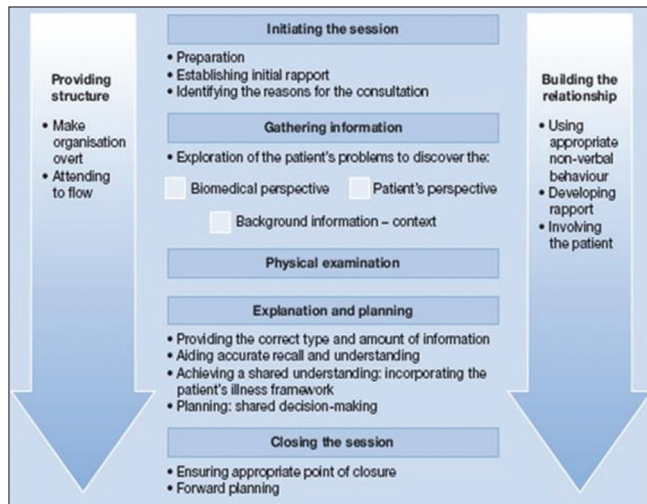 Providing
structure
• Make
organisation
overt
• Attending
to flow
Initiating the session
• Preparation
• Establishing initial rapport
• Identifying the reasons for the consultation
Gathering information
• Exploration of the patient's problems to discover the:
Biomedical perspective
Patient's perspective
Background information – context
Physical examination
Explanation and planning
• Providing the correct type and amount of information
• Aiding accurate recall and understanding
• Achieving a shared understanding: incorporating the
patient's illness framework
• Planning: shared decision-making
Closing the session
• Ensuring appropriate point of closure
• Forward planning
Building the
relationship
• Using
appropriate
non-verbal
behaviour
• Developing
rapport
• Involving
the patient